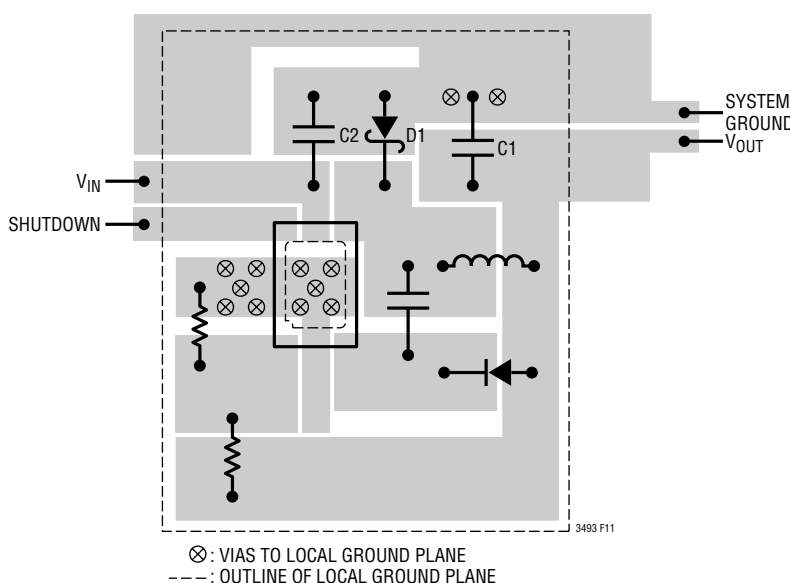 SYSTEM
GROUND
C2
D1
C1
VOUT
VIN
SHUTDOWN
3493 F11
⊗: VIAS TO LOCAL GROUND PLANE
---: OUTLINE OF LOCAL GROUND PLANE